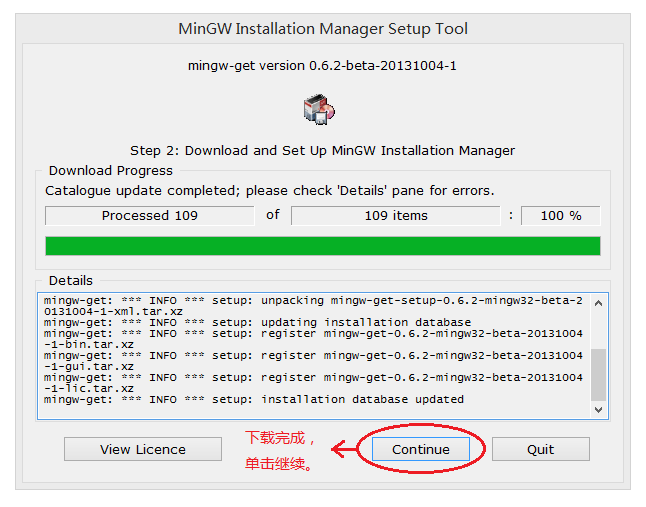 MinGW Installation Manager Setup Tool
mingw-get version 0.6.2-beta-20131004-1
Step 2: Download and Set Up MinGW Installation Manager
Download Progress
Catalogue update completed; please check 'Details' pane for errors.
Processed 109 of 109 items : 100 %
Details
mingw-get: *** INFO *** setup: unpacking mingw-get-setup-0.6.2-mingw32-beta-2
0131004-1-xml.tar.xz
mingw-get: *** INFO *** setup: updating installation database
mingw-get: *** INFO *** setup: register mingw-get-0.6.2-mingw32-beta-20131004
-1-bin.tar.xz
mingw-get: *** INFO *** setup: register mingw-get-0.6.2-mingw32-beta-20131004
-1-gui.tar.xz
mingw-get: *** INFO *** setup: register mingw-get-0.6.2-mingw32-beta-20131004
-1-lic.tar.xz
mingw-get: *** INFO *** setup: installation database updated
View Licence
下载完成，
单击继续。
Continue
Quit